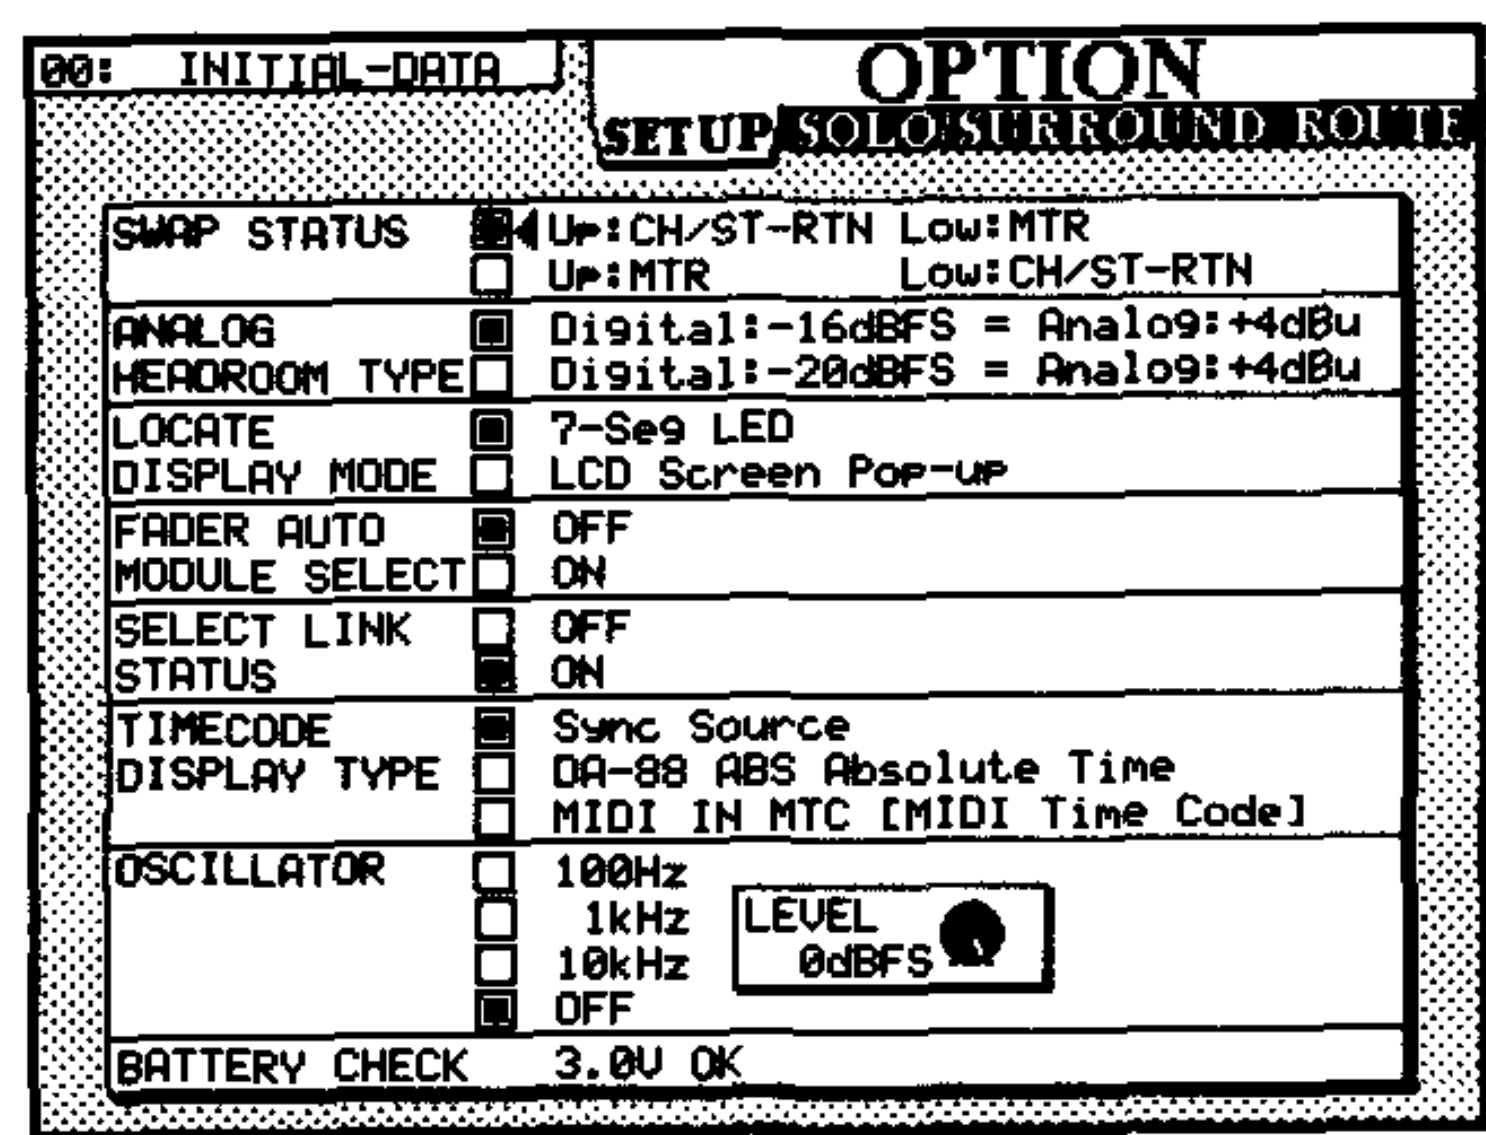 00: INITIAL-DATA
OPTION
SETUP SOLO SURROUND ROUTE
SWAP STATUS Up:CH/ST-RTN Low:MTR
Up:MTR Low:CH/ST-RTN
ANALOG Digital:-16dBFS = Analog:+4dBu
HEADROOM TYPE Digital:-20dBFS = Analog:+4dBu
LOCATE 7-Seg LED
DISPLAY MODE LCD Screen Pop-up
FADER AUTO OFF
MODULE SELECT ON
SELECT LINK OFF
STATUS ON
TIMECODE Sync Source
DISPLAY TYPE DA-88 ABS Absolute Time
MIDI IN MTC [MIDI Time Code]
OSCILLATOR 100Hz
1kHz LEVEL
10kHz 0dBFS
OFF
BATTERY CHECK 3.0V OK